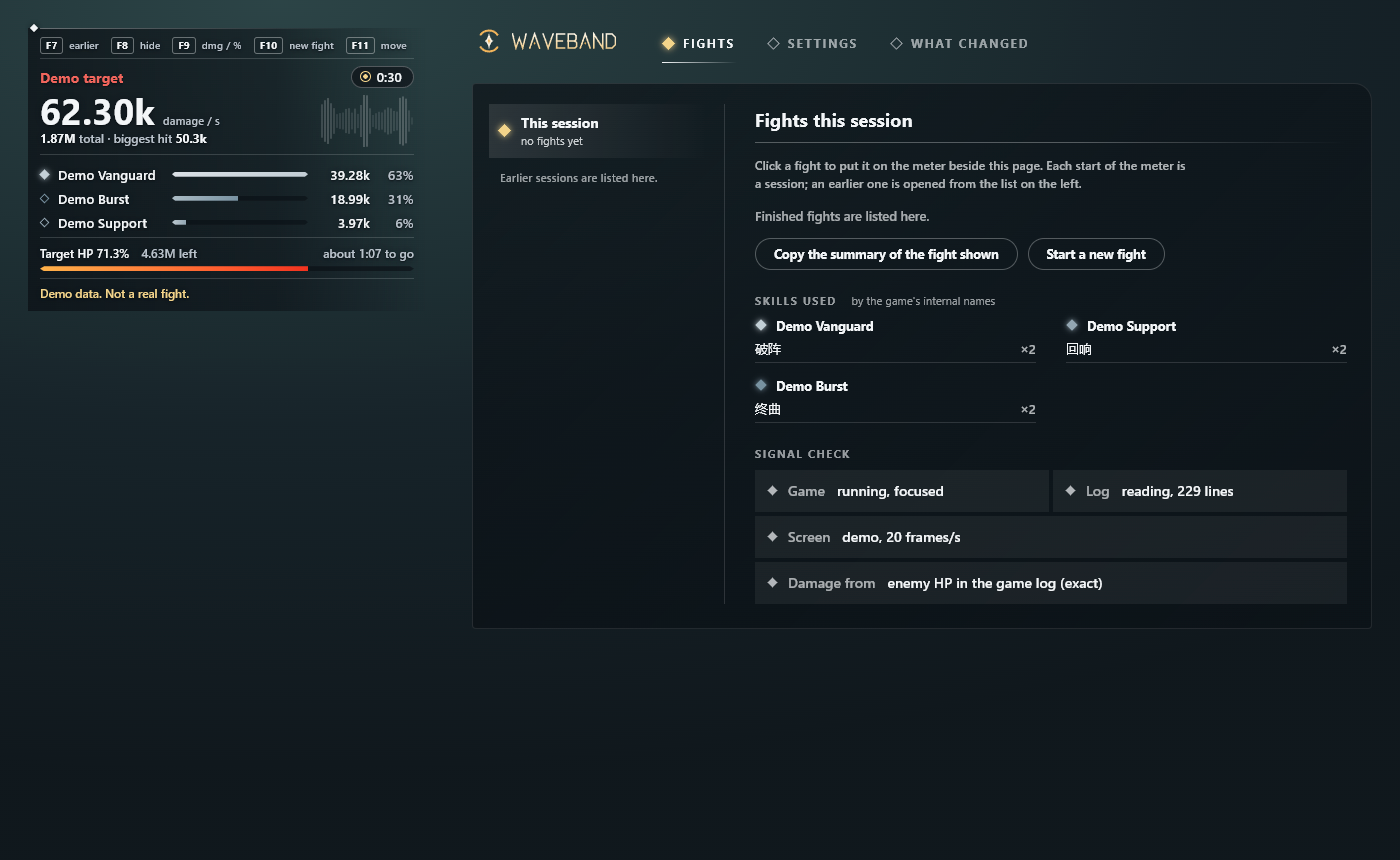 F7 earlier F8 hide F9 dmg / % F10 new fight F11 move
Demo target 0:30
62.30k damage / s
1.87M total · biggest hit 50.3k
Demo Vanguard 39.28k 63%
Demo Burst 18.99k 31%
Demo Support 3.97k 6%
Target HP 71.3% 4.63M left about 1:07 to go
Demo data. Not a real fight.
WAVEBAND FIGHTS SETTINGS WHAT CHANGED
This session
no fights yet
Earlier sessions are listed here.
Fights this session
Click a fight to put it on the meter beside this page. Each start of the meter is
a session; an earlier one is opened from the list on the left.
Finished fights are listed here.
Copy the summary of the fight shown Start a new fight
SKILLS USED by the game's internal names
Demo Vanguard Demo Support
破阵 ×2 回响 ×2
Demo Burst
终曲 ×2
SIGNAL CHECK
Game running, focused Log reading, 229 lines
Screen demo, 20 frames/s
Damage from enemy HP in the game log (exact)